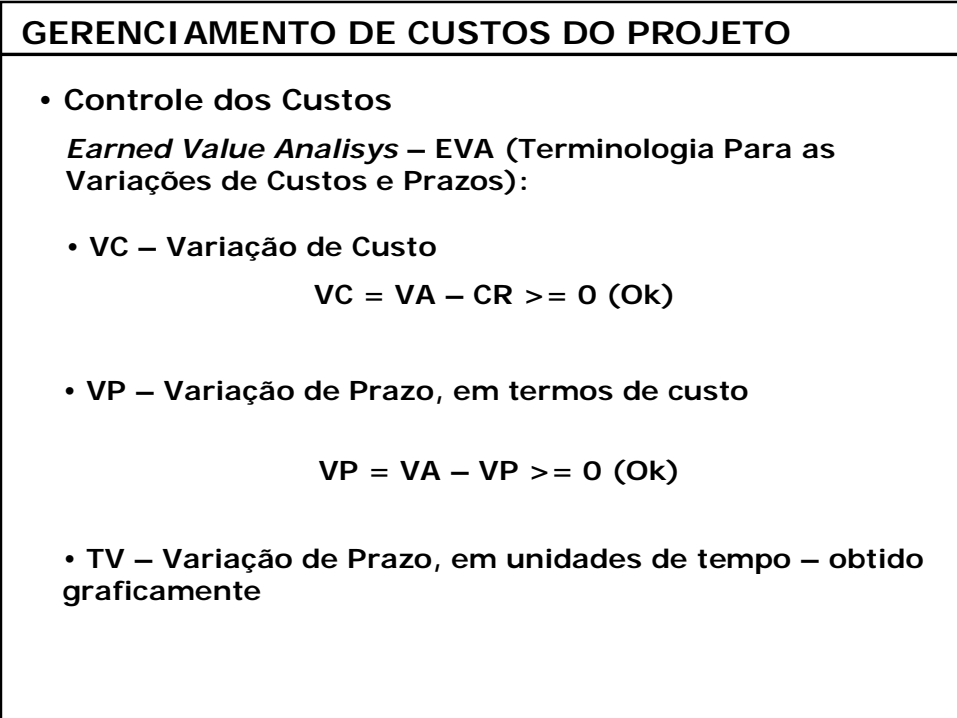 GERENCIAMENTO DE CUSTOS DO PROJETO
• Controle dos Custos
Earned Value Analisys – EVA (Terminologia Para as
Variações de Custos e Prazos):
• VC – Variação de Custo
VC = VA – CR >= 0 (Ok)
• VP – Variação de Prazo, em termos de custo
VP = VA – VP >= 0 (Ok)
• TV – Variação de Prazo, em unidades de tempo – obtido
graficamente